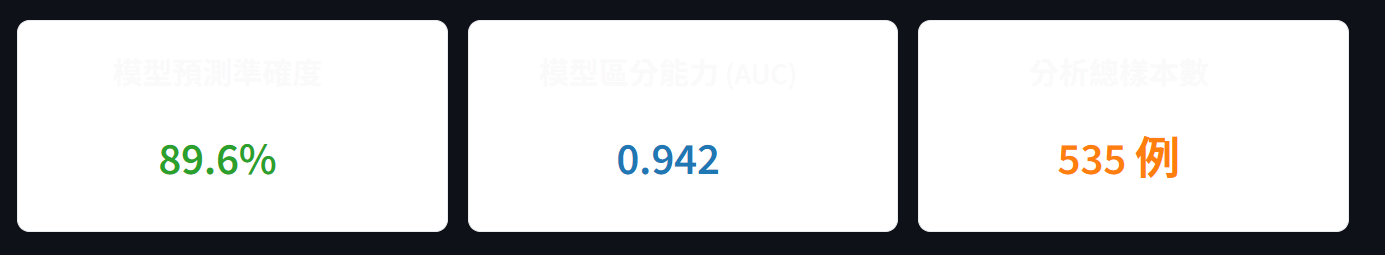 模型預測準確度
89.6%
模型區分能力 (AUC)
0.942
分析總樣本數
535 例